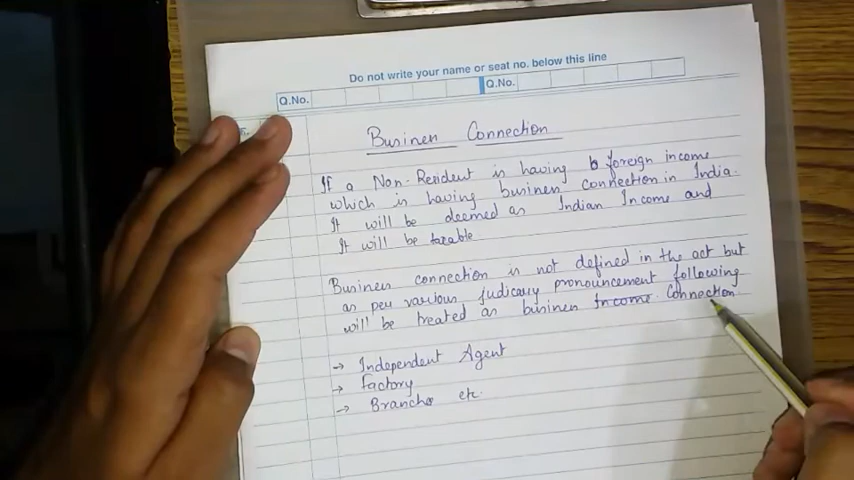 Do not write your name or seat no. below this line
Q.No. Q.No.
Business Connection
If a Non-Resident is having foreign income
which is having business connection in India.
It will be deemed as Indian Income and
It will be taxable
Business connection is not defined in the act but
as per various judicary pronouncement following
will be treated as business Income Connection
→ Independent Agent
→ Factory
→ Branch etc.